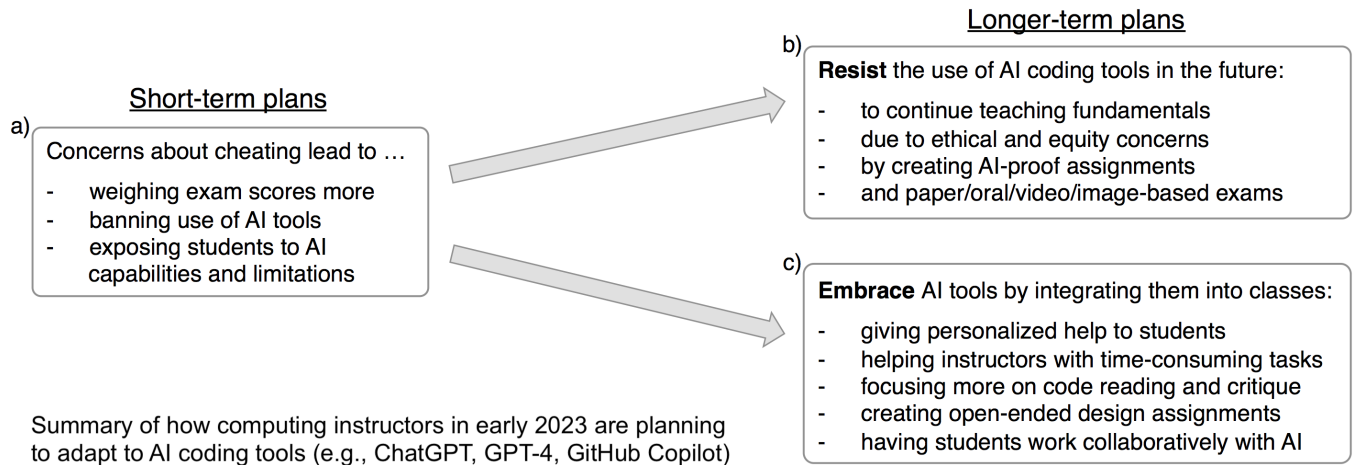 Short-term plans
a)
Concerns about cheating lead to …
- weighing exam scores more
- banning use of AI tools
- exposing students to AI
capabilities and limitations
Longer-term plans
b)
Resist the use of AI coding tools in the future:
- to continue teaching fundamentals
- due to ethical and equity concerns
- by creating AI-proof assignments
- and paper/oral/video/image-based exams
c)
Embrace AI tools by integrating them into classes:
- giving personalized help to students
- helping instructors with time-consuming tasks
- focusing more on code reading and critique
- creating open-ended design assignments
- having students work collaboratively with AI
Summary of how computing instructors in early 2023 are planning
to adapt to AI coding tools (e.g., ChatGPT, GPT-4, GitHub Copilot)